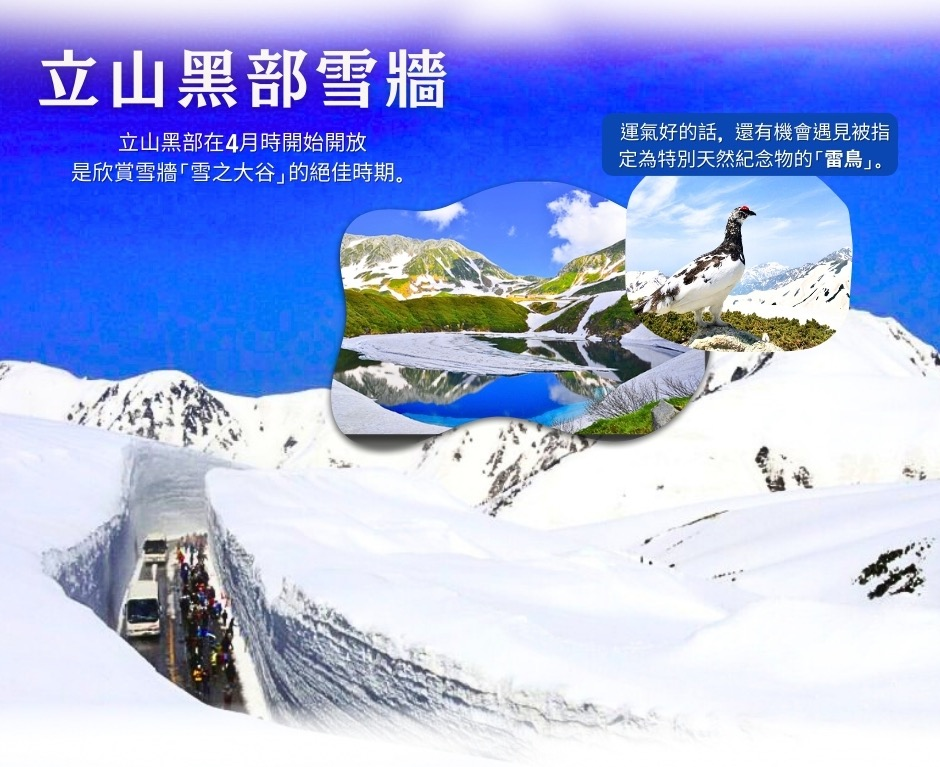 立山黑部雪牆
立山黑部在4月時開始開放
是欣賞雪牆「雪之大谷」的絕佳時期。
運氣好的話，還有機會遇見被指
定為特別天然紀念物的「雷鳥」。